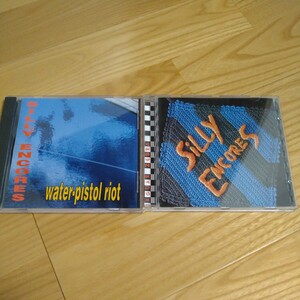 SILLY ENCORES
water-pistol riot
SiLLY
ENCORES